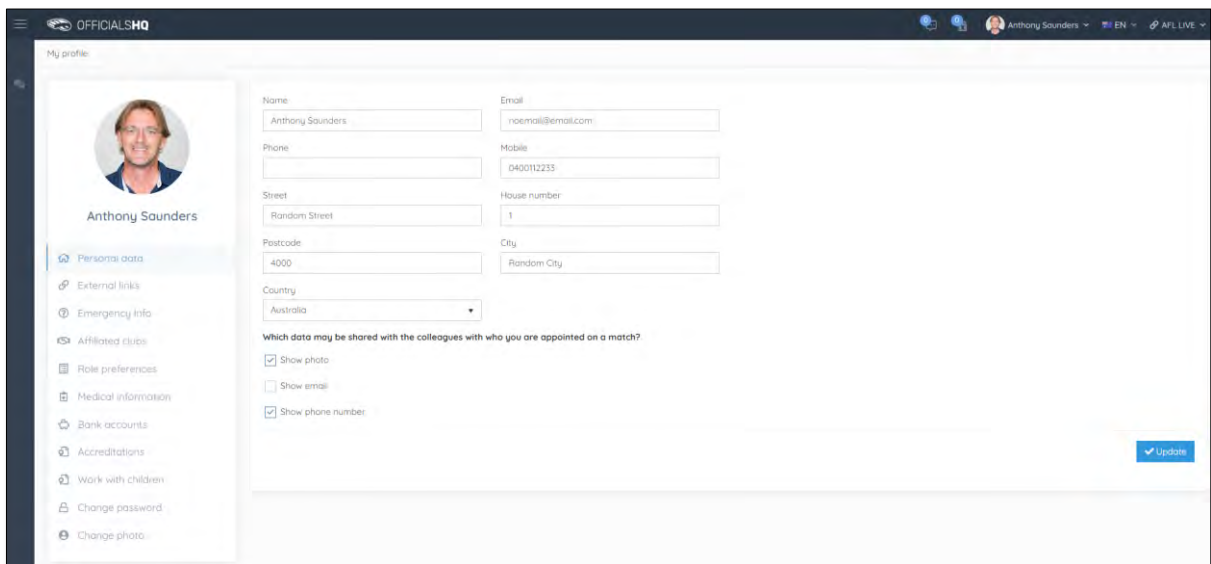 OFFICIALSHQ
0 0 Anthony Saunders EN AFL LIVE
My profile
Anthony Saunders
Personal data
External links
Emergency Info
Affiliated clubs
Role preferences
Medical information
Bank accounts
Accreditations
Work with children
Change password
Change photo
Name Email
Anthony Saunders noemail@email.com
Phone Mobile
0400112233
Street House number
Random Street 1
Postcode City
4000 Random City
Country
Australia
Which data may be shared with the colleagues with who you are appointed on a match?
Show photo
Show email
Show phone number
Update